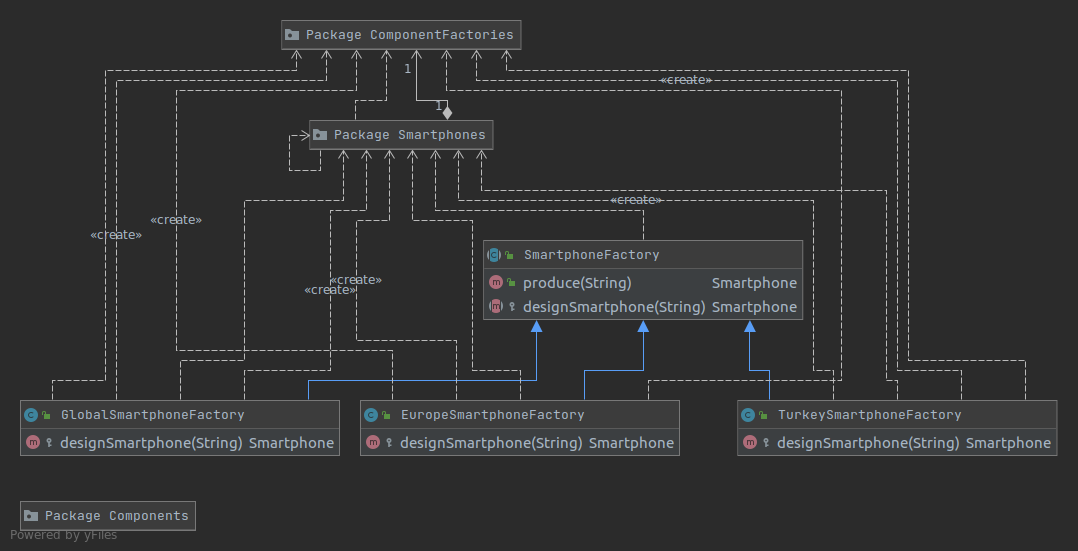 Package ComponentFactories
1
«create»
1
Package Smartphones
«create»
«create»
«create»
SmartphoneFactory
produce(String) Smartphone
designSmartphone(String) Smartphone
«create»
«create»
GlobalSmartphoneFactory
designSmartphone(String) Smartphone
EuropeSmartphoneFactory
designSmartphone(String) Smartphone
TurkeySmartphoneFactory
designSmartphone(String) Smartphone
Package Components
Powered by yFiles